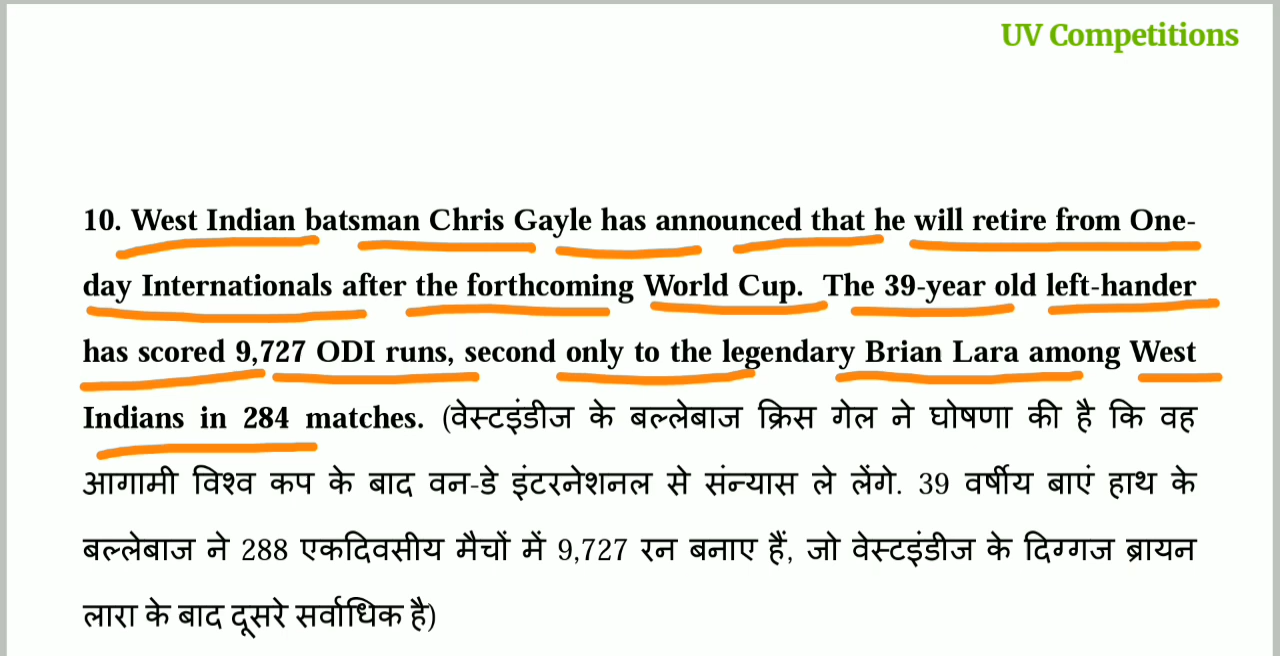 UV Competitions
10. West Indian batsman Chris Gayle has announced that he will retire from One-
day Internationals after the forthcoming World Cup. The 39-year old left-hander
has scored 9,727 ODI runs, second only to the legendary Brian Lara among West
Indians in 284 matches. (वेस्टइंडीज के बल्लेबाज क्रिस गेल ने घोषणा की है कि वह
आगामी विश्व कप के बाद वन-डे इंटरनेशनल से संन्यास ले लेंगे. 39 वर्षीय बाएं हाथ के
बल्लेबाज ने 288 एकदिवसीय मैचों में 9,727 रन बनाए हैं, जो वेस्टइंडीज के दिग्गज ब्रायन
लारा के बाद दूसरे सर्वाधिक है)